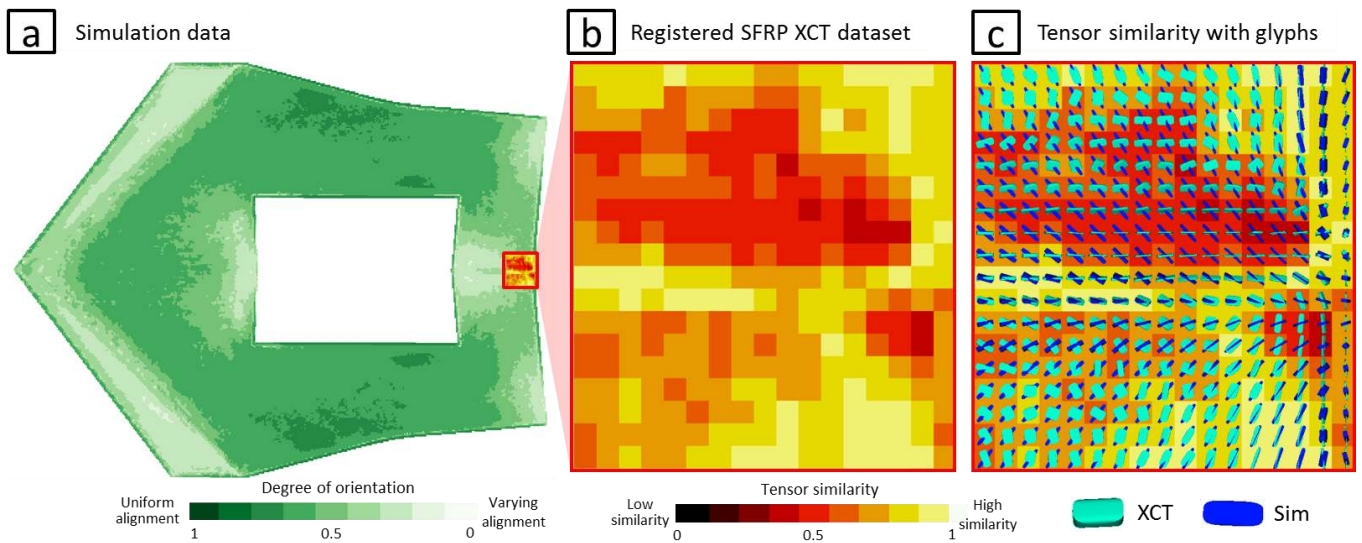 a Simulation data
b Registered SFRP XCT dataset
c Tensor similarity with glyphs
Degree of orientation
Uniform alignment
Varying alignment
1 0.5 0
Tensor similarity
Low similarity
High similarity
0 0.5 1
XCT
Sim